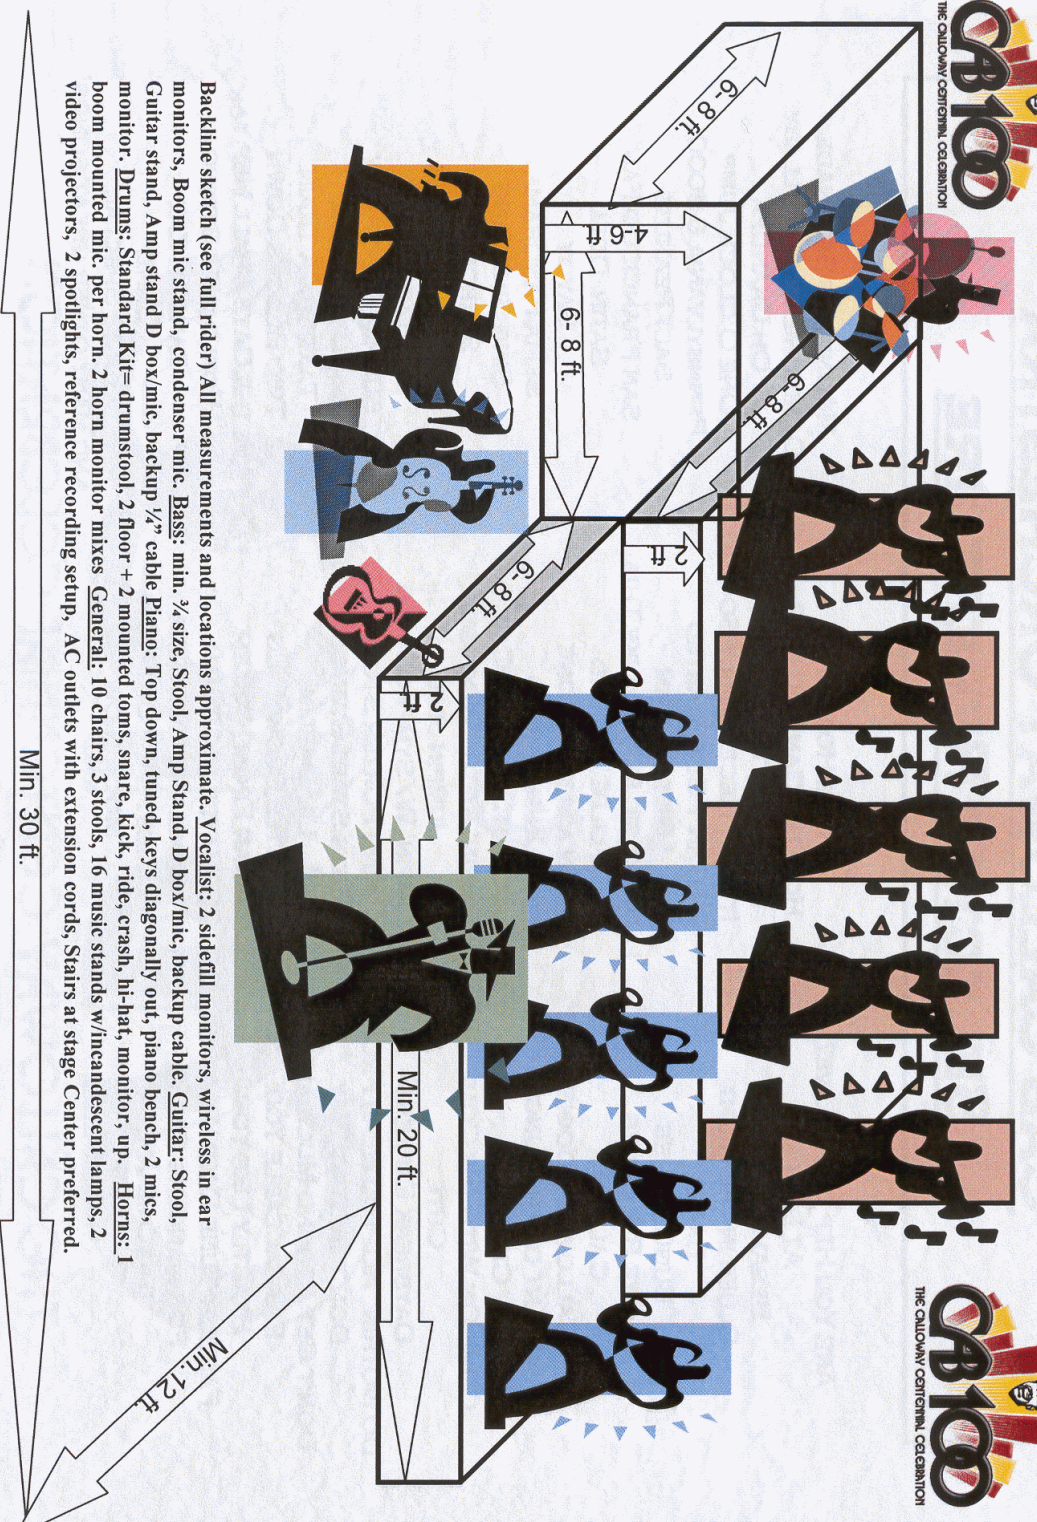 CAB 100
THE CALLOWAY CENTENNIAL CELEBRATION
CAB 100
THE CALLOWAY CENTENNIAL CELEBRATION
6- 8 ft.
4-6 ft.
6- 8 ft.
6- 8 ft.
2 ft.
6- 8 ft.
2 ft.
Min. 20 ft.
Min. 12 ft.
Backline sketch (see full rider) All measurements and locations approximate. Vocalist: 2 sidefill monitors, wireless in ear
monitors, Boom mic stand, condenser mic. Bass: min. ¾ size, Stool, Amp Stand, D box/mic, backup cable. Guitar: Stool,
Guitar stand, Amp stand D box/mic, backup ¼” cable Piano: Top down, tuned, keys diagonally out, piano bench, 2 mics,
monitor. Drums: Standard Kit= drumstool, 2 floor + 2 mounted toms, snare, kick, ride, crash, hi-hat, monitor, up. Horns: 1
boom mounted mic. per horn. 2 horn monitor mixes General: 10 chairs, 3 stools, 16 music stands w/incandescent lamps, 2
video projectors, 2 spotlights, reference recording setup, AC outlets with extension cords, Stairs at stage Center preferred.
Min. 30 ft.